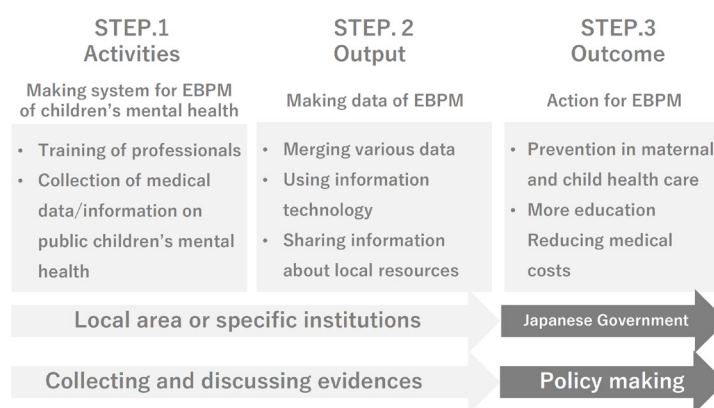 STEP.1
Activities
Making system for EBPM
of children’s mental health
• Training of professionals
• Collection of medical
data/information on
public children’s mental
health
STEP. 2
Output
Making data of EBPM
• Merging various data
• Using information
technology
• Sharing information
about local resources
STEP.3
Outcome
Action for EBPM
• Prevention in maternal
and child health care
• More education
Reducing medical
costs
Local area or specific institutions
Japanese Government
Collecting and discussing evidences
Policy making